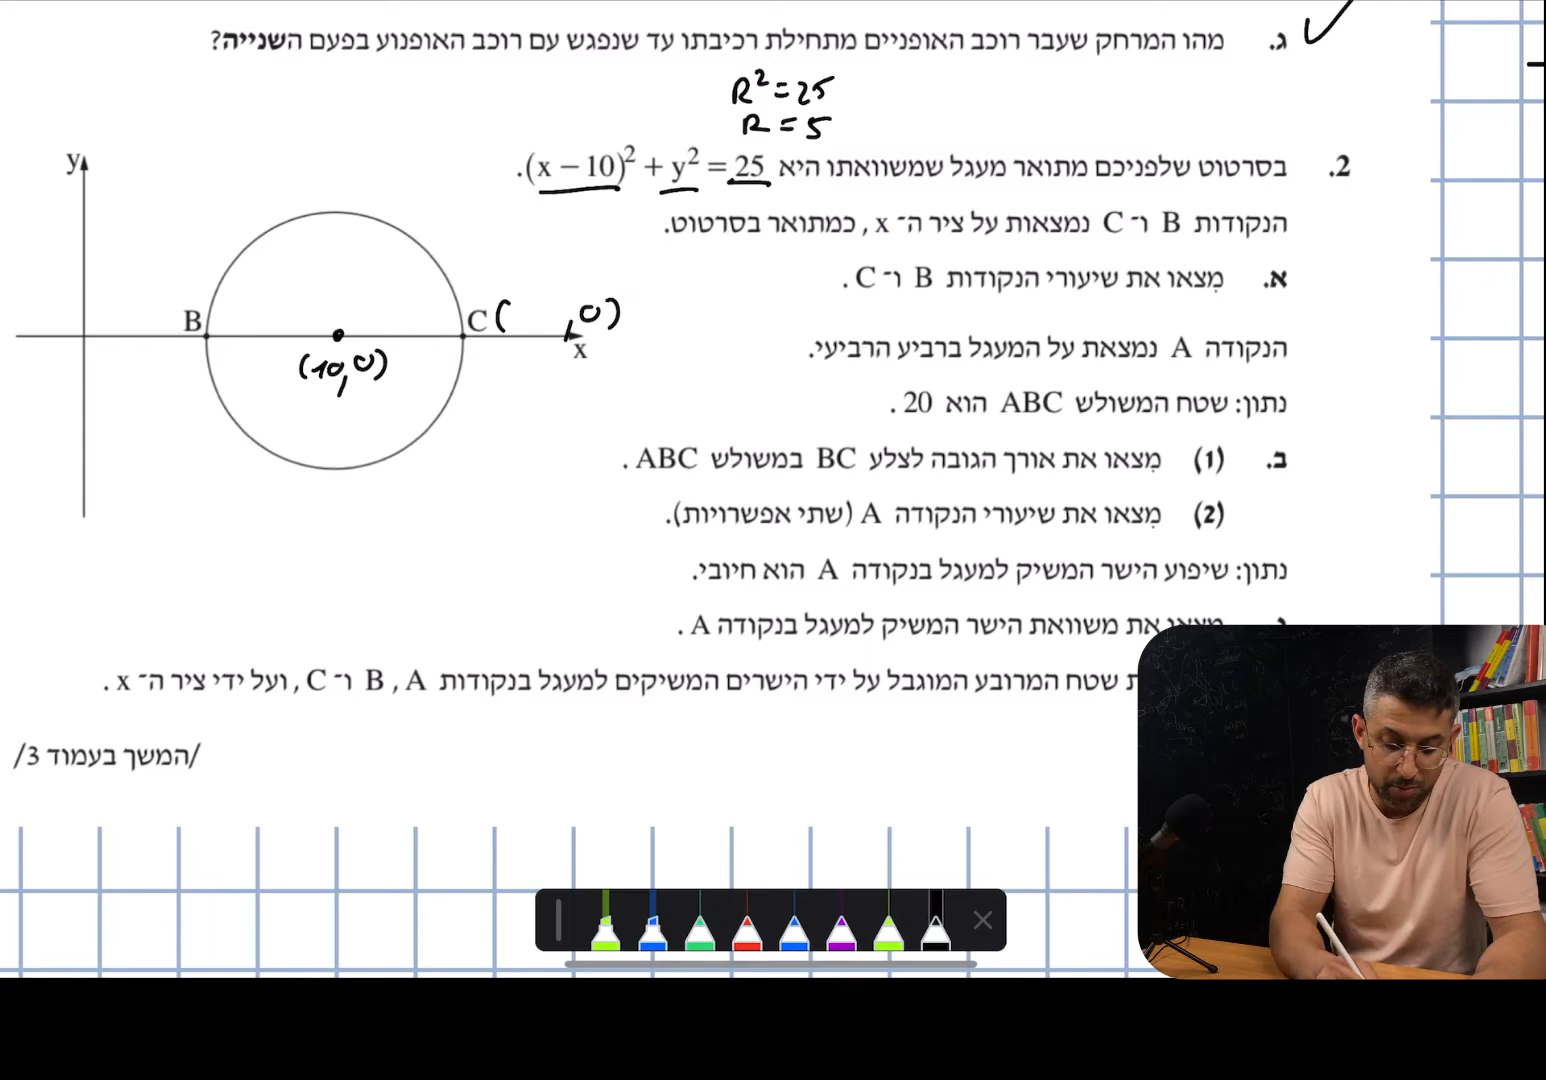 ג. מהו המרחק שעבר רוכב האופניים מתחילת רכיבתו עד שנפגש עם רוכב האופנוע בפעם השנייה?
R² = 25
R = 5
2. בסרטוט שלפניכם מתואר מעגל שמשוואתו היא (x − 10)² + y² = 25.
הנקודות B ו־C נמצאות על ציר ה־x, כמתואר בסרטוט.
א. מִצאו את שיעורי הנקודות B ו־C.
הנקודה A נמצאת על המעגל ברביע הרביעי.
נתון: שטח המשולש ABC הוא 20.
ב. (1) מִצאו את אורך הגובה לצלע BC במשולש ABC.
(2) מִצאו את שיעורי הנקודה A (שתי אפשרויות).
נתון: שיפוע הישר המשיק למעגל בנקודה A הוא חיובי.
את משוואת הישר המשיק למעגל בנקודה A.
שטח המרובע המוגבל על ידי הישרים המשיקים למעגל בנקודות A, B ו־C, ועל ידי ציר ה־x.
/המשך בעמוד 3/
y
B
C( ,0)
x
(10,0)